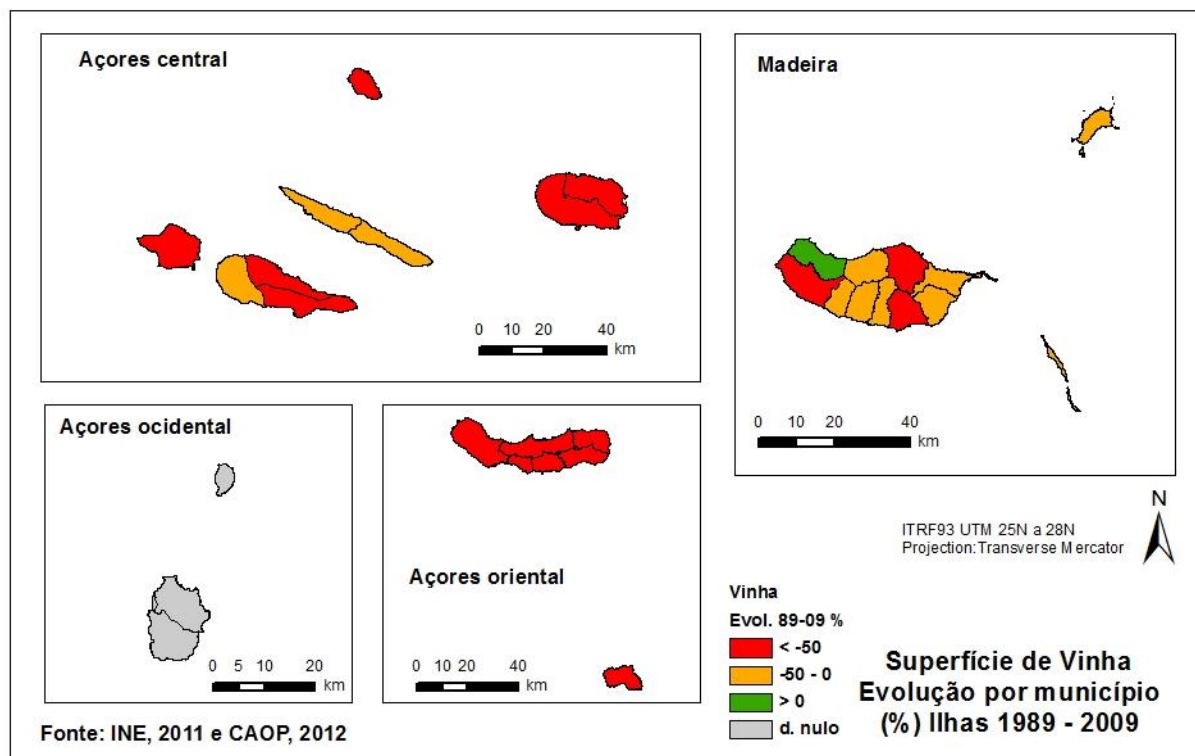 Açores central
0 10 20 40
km
Madeira
0 10 20 40
km
Açores ocidental
0 5 10 20
km
Açores oriental
0 10 20 40
km
N
ITRF93 UTM 25N a 28N
Projection:Transverse Mercator
Vinha
Evol. 89-09 %
< -50
-50 - 0
> 0
d. nulo
Superfície de Vinha
Evolução por município
(%) Ilhas 1989 - 2009
Fonte: INE, 2011 e CAOP, 2012